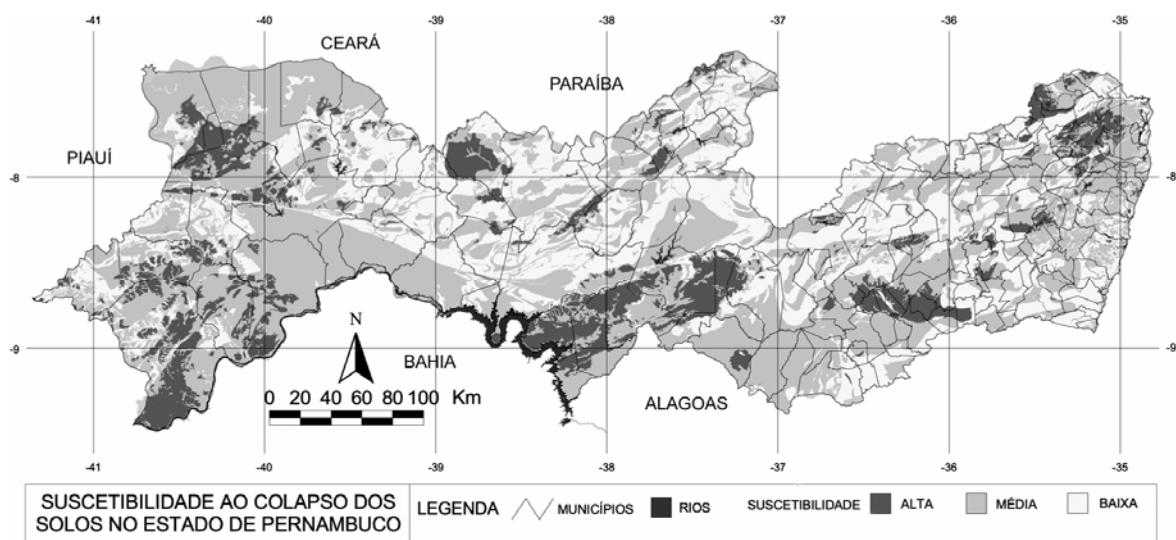 -41 -40 -39 -38 -37 -36 -35
CEARÁ
PARAÍBA
PIAUÍ
-8 -8
N
-9 BAHIA -9
0 20 40 60 80 100 Km
ALAGOAS
-41 -40 -39 -38 -37 -36 -35
SUSCETIBILIDADE AO COLAPSO DOS
SOLOS NO ESTADO DE PERNAMBUCO
LEGENDA MUNICÍPIOS RIOS SUSCETIBILIDADE ALTA MÉDIA BAIXA